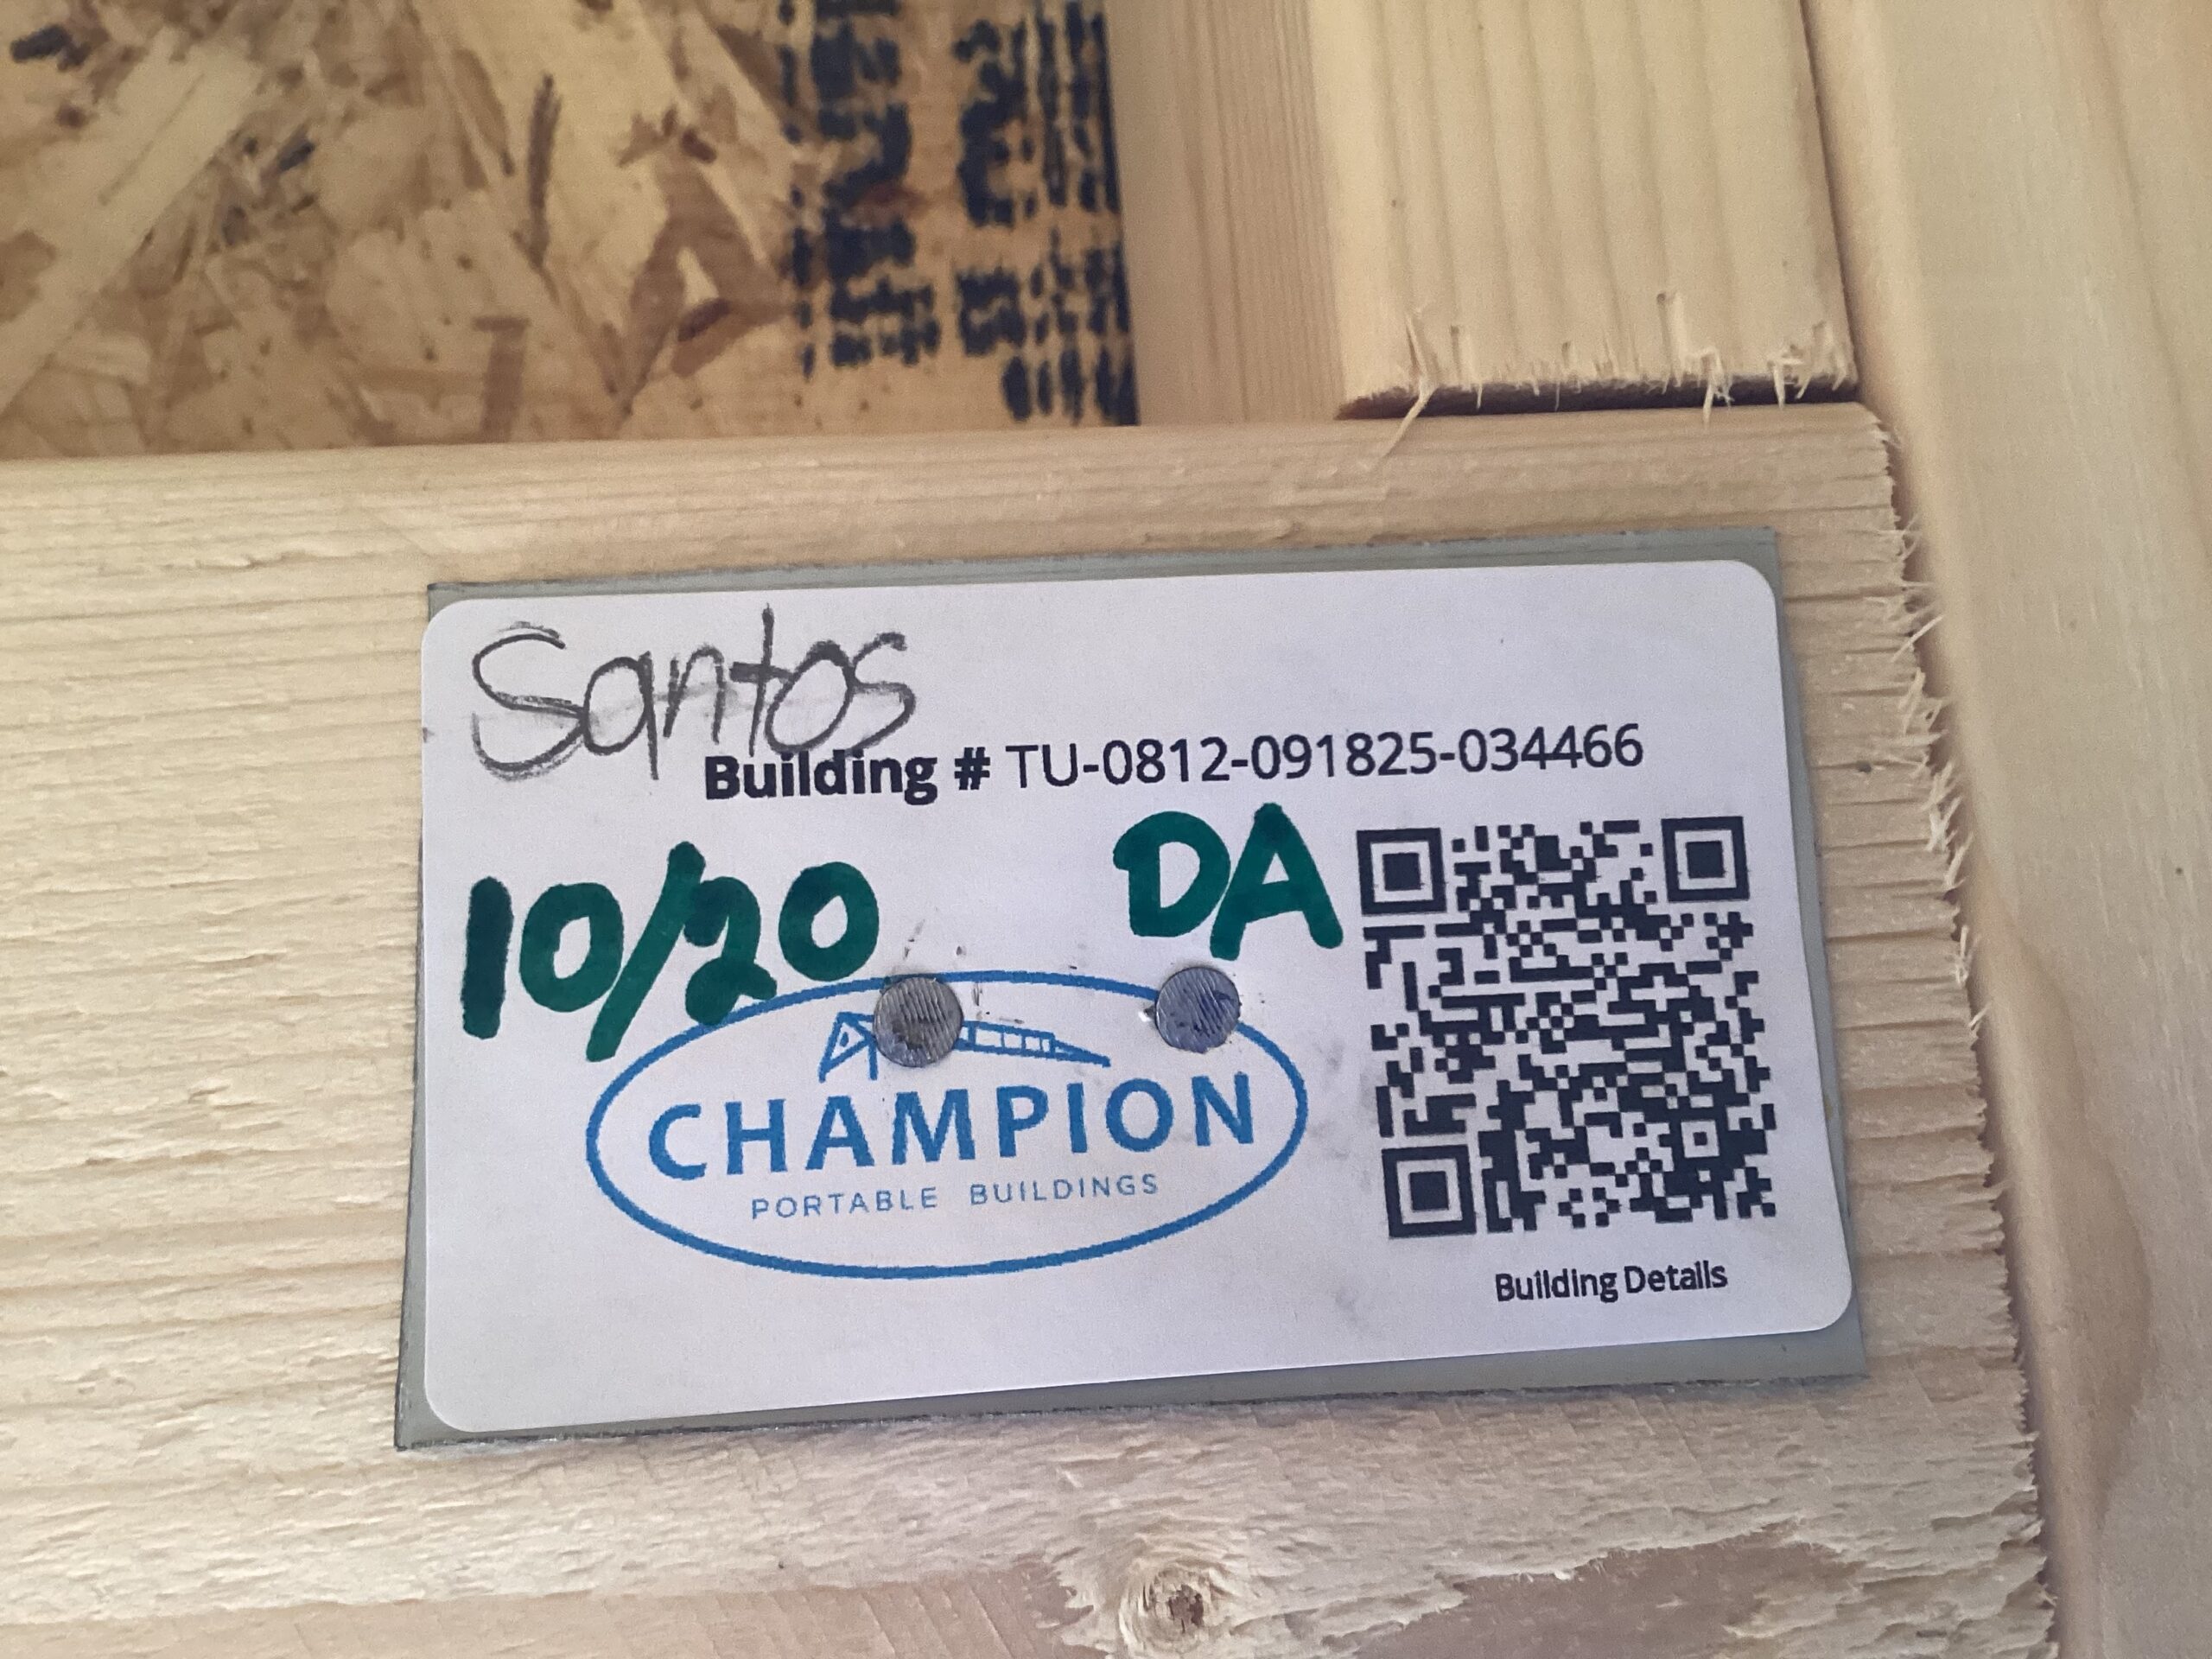 Santos
Building # TU-0812-091825-034466
10/20 DA
CHAMPION
PORTABLE BUILDINGS
Building Details